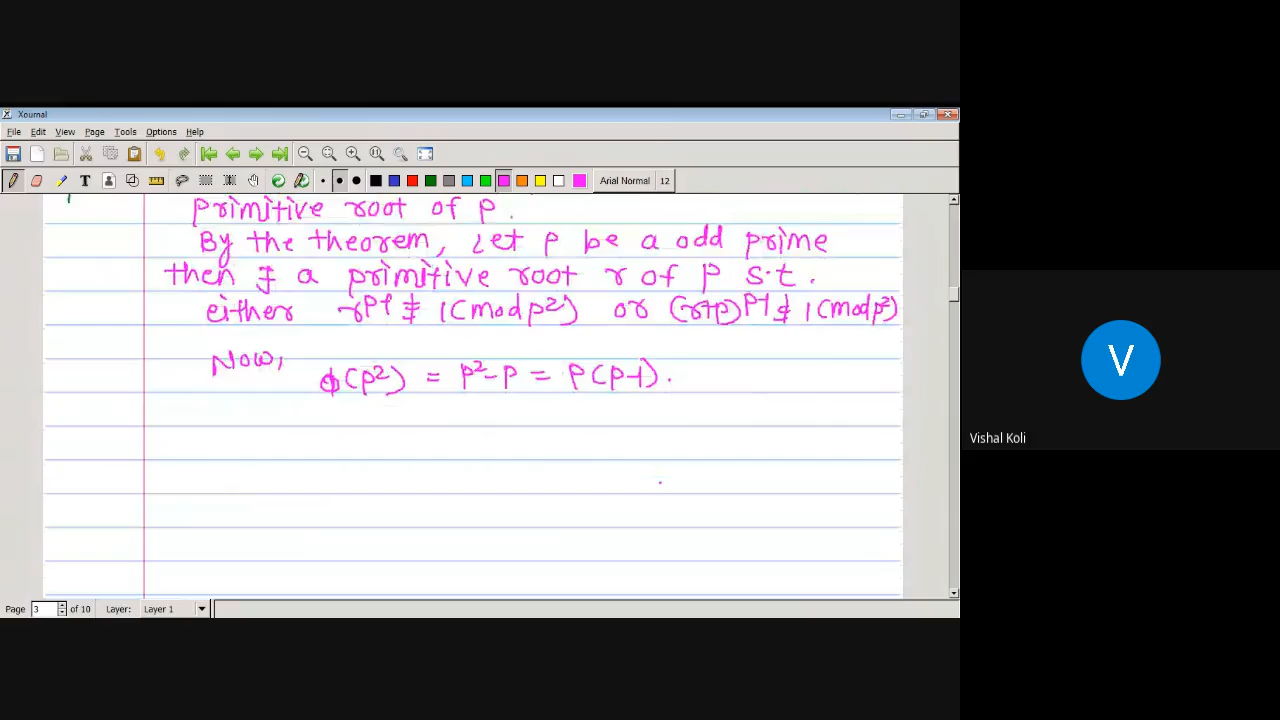 Xournal
File Edit View Page Tools Options Help
T Arial Normal 12
primitive root of p.
By the theorem, Let p be a odd prime
then ∃ a primitive root r of p s.t.
either r^{p-1} ≢ 1 (mod p²) or (r+p)^{p-1} ≢ 1 (mod p²)
Now,
ϕ(p²) = p²-p = p(p-1).
V
Vishal Koli
Page 3 of 10 Layer: Layer 1